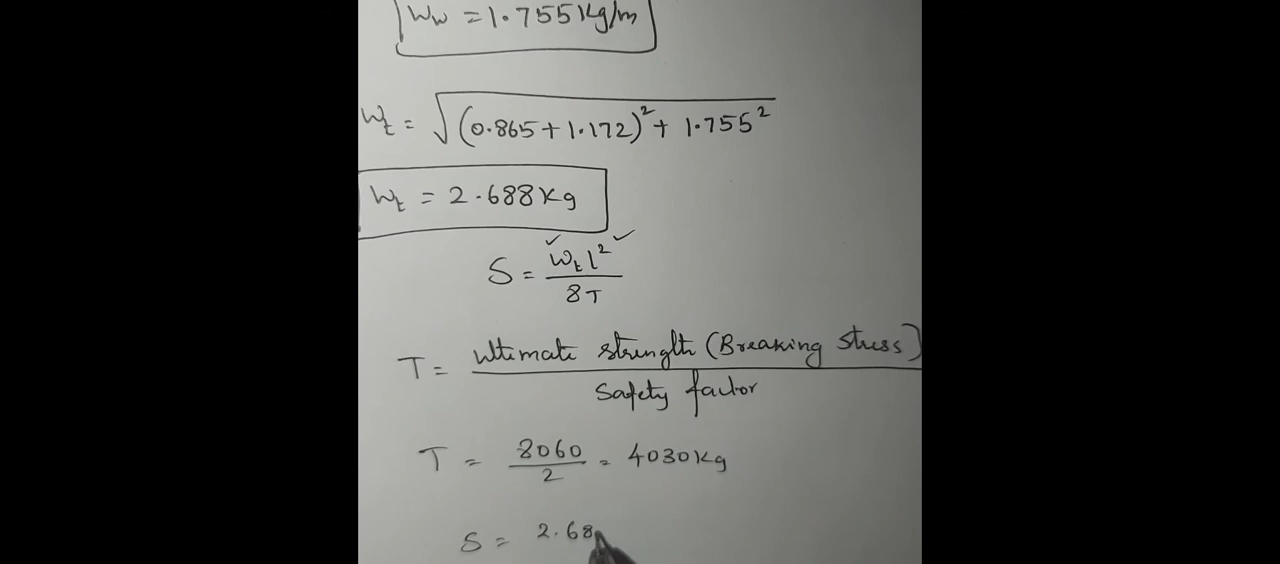 Ww = 1.755 Kg/m
Wt = √(0.865+1.172)² + 1.755²
Wt = 2.688 Kg
S = Wt l² / 8T
T = Ultimate strength (Breaking Stress) / Safety factor
T = 8060 / 2 = 4030 Kg
S = 2.68